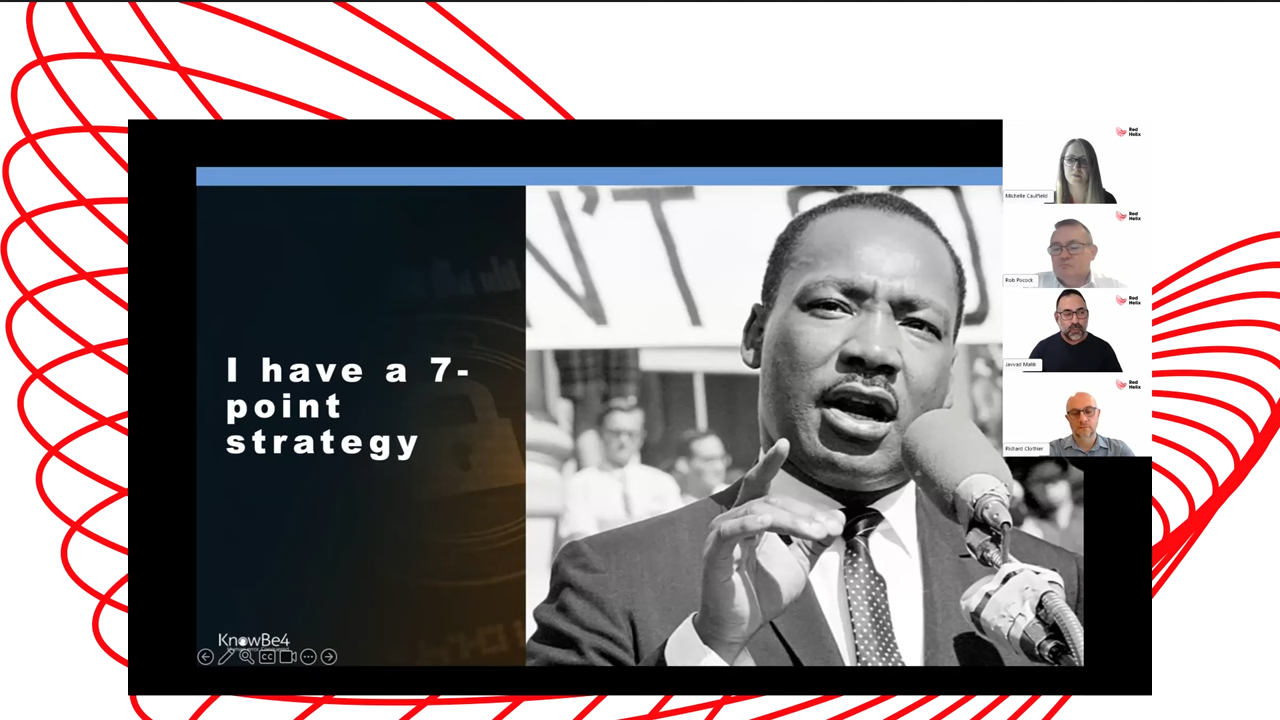 I have a 7-
point
strategy
KnowBe4
N'T
Red
Helix
Michelle Caulfield
Red
Helix
Rob Pocock
Red
Helix
Javvad Malik
Red
Helix
Richard Clothier
CC